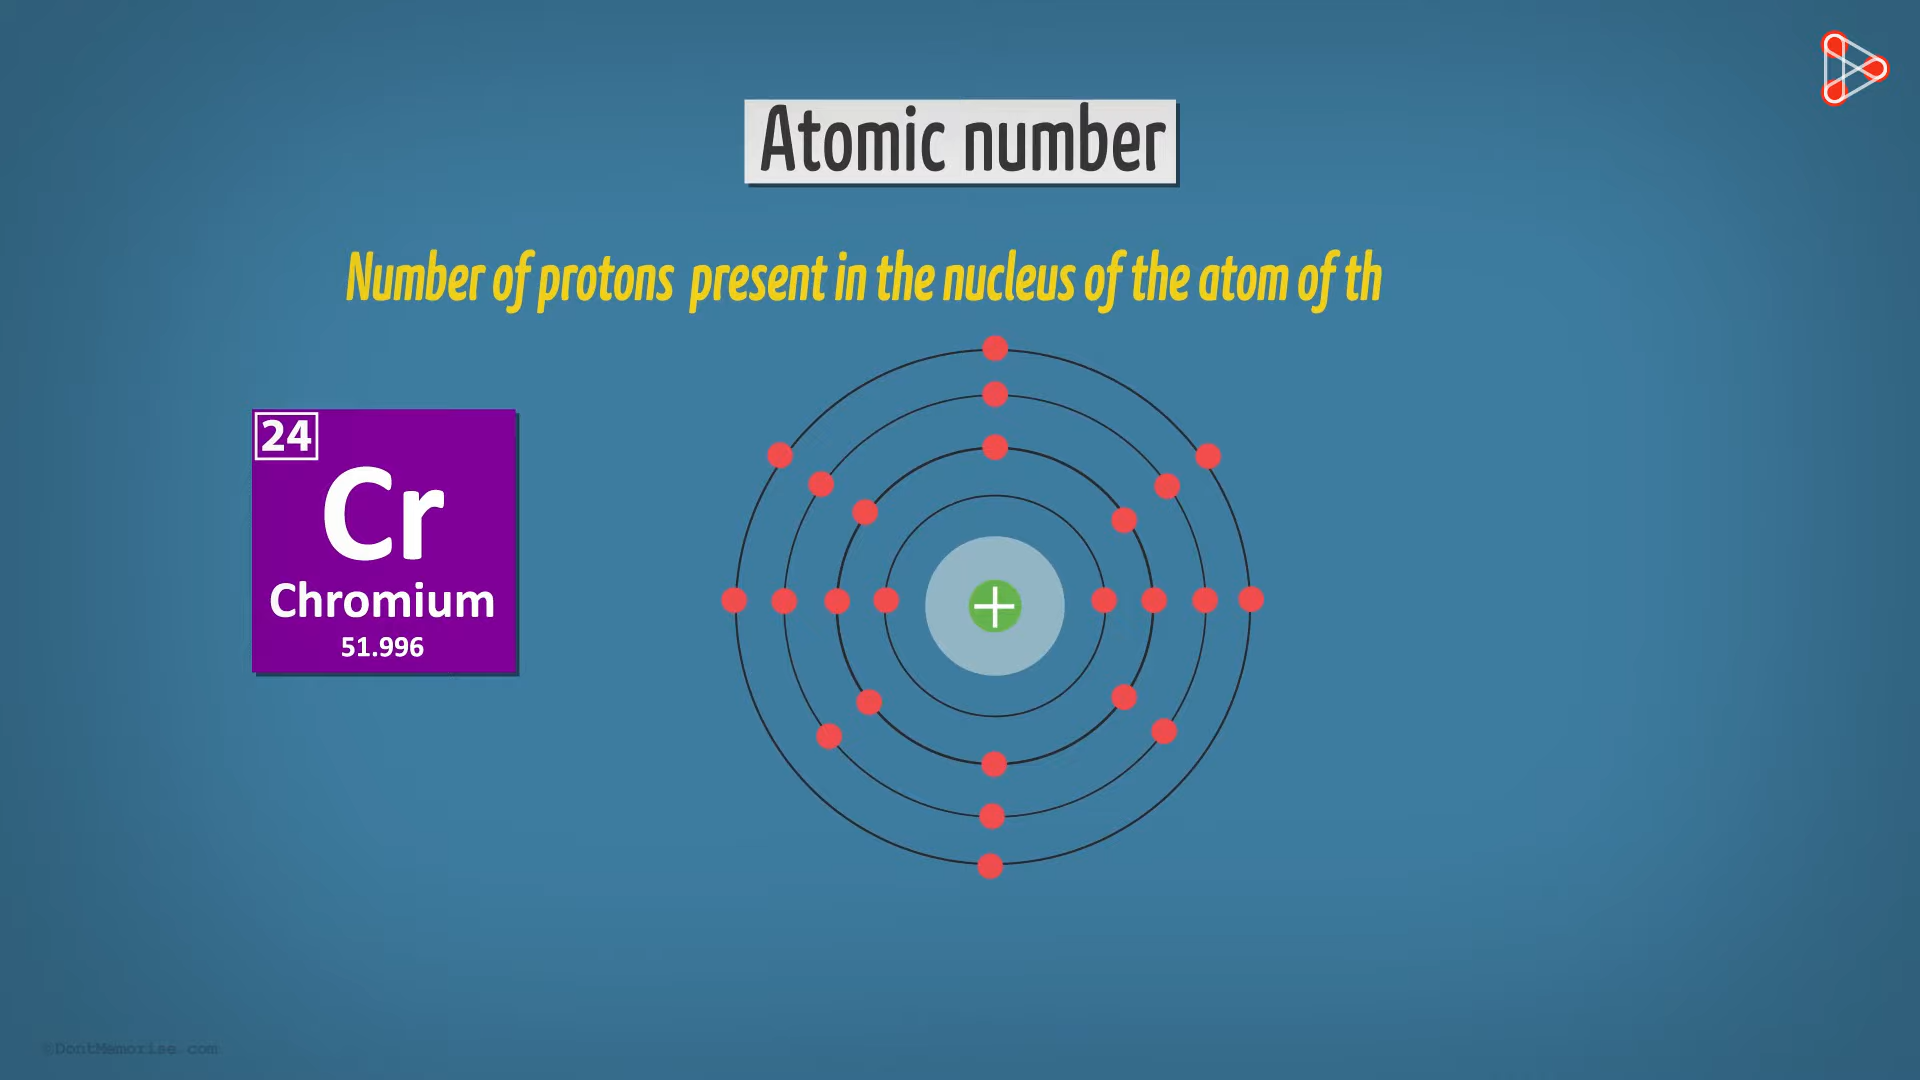 Atomic number
Number of protons present in the nucleus of the atom of th
24
Cr
Chromium
51.996
©DontMemorise.com